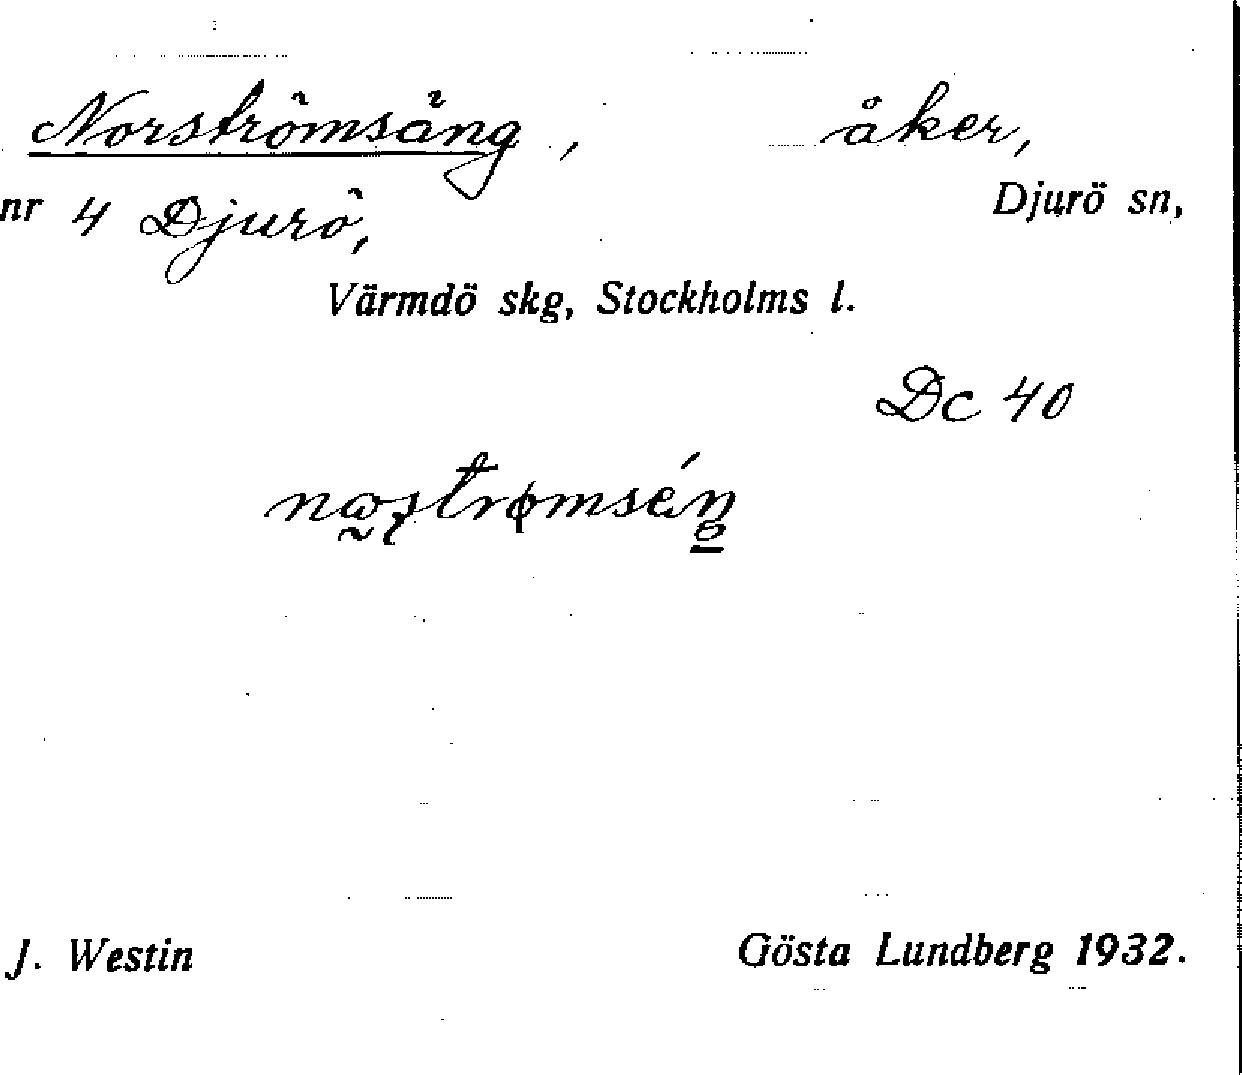 Norströmsäng, åker,
nr 4 Djurö, Djurö sn,
Värmdö skg, Stockholms l.
Dc 40
J. Westin Gösta Lundberg 1932.